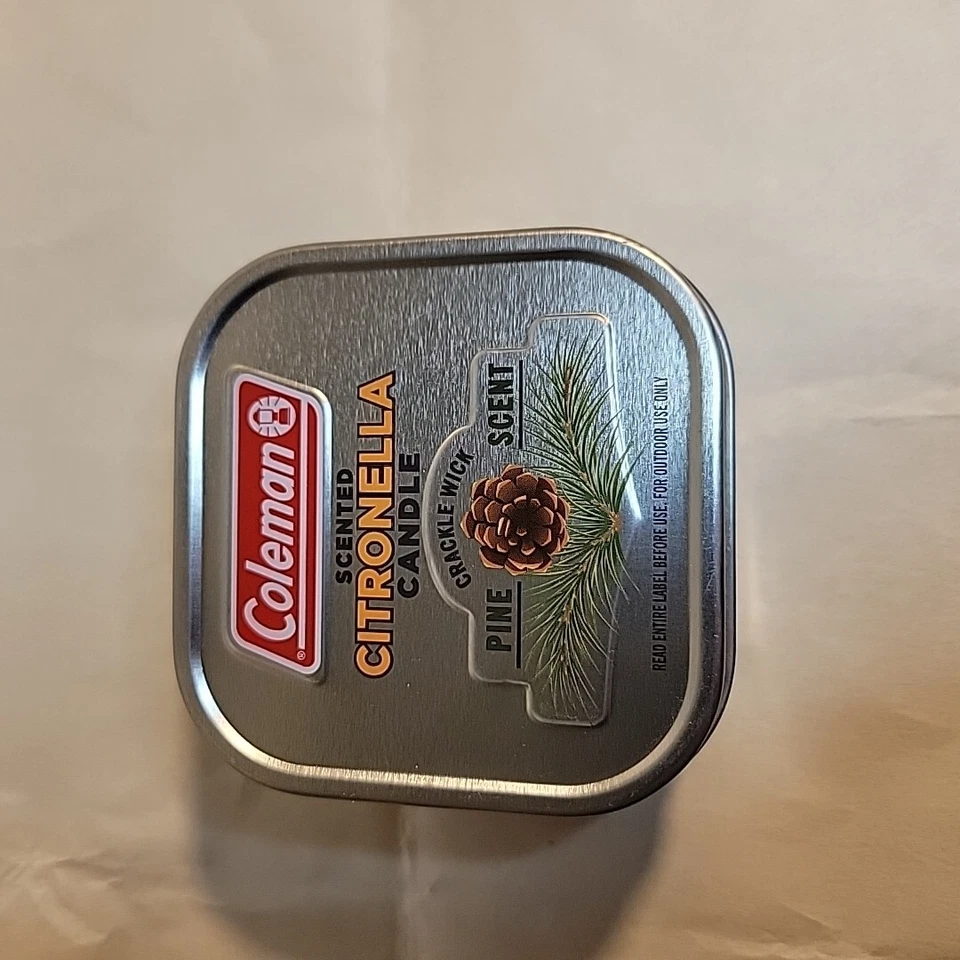 Coleman®
SCENTED
CITRONELLA
CANDLE
CRACKLE WICK
PINE SCENT
READ ENTIRE LABEL BEFORE USE. FOR OUTDOOR USE ONLY